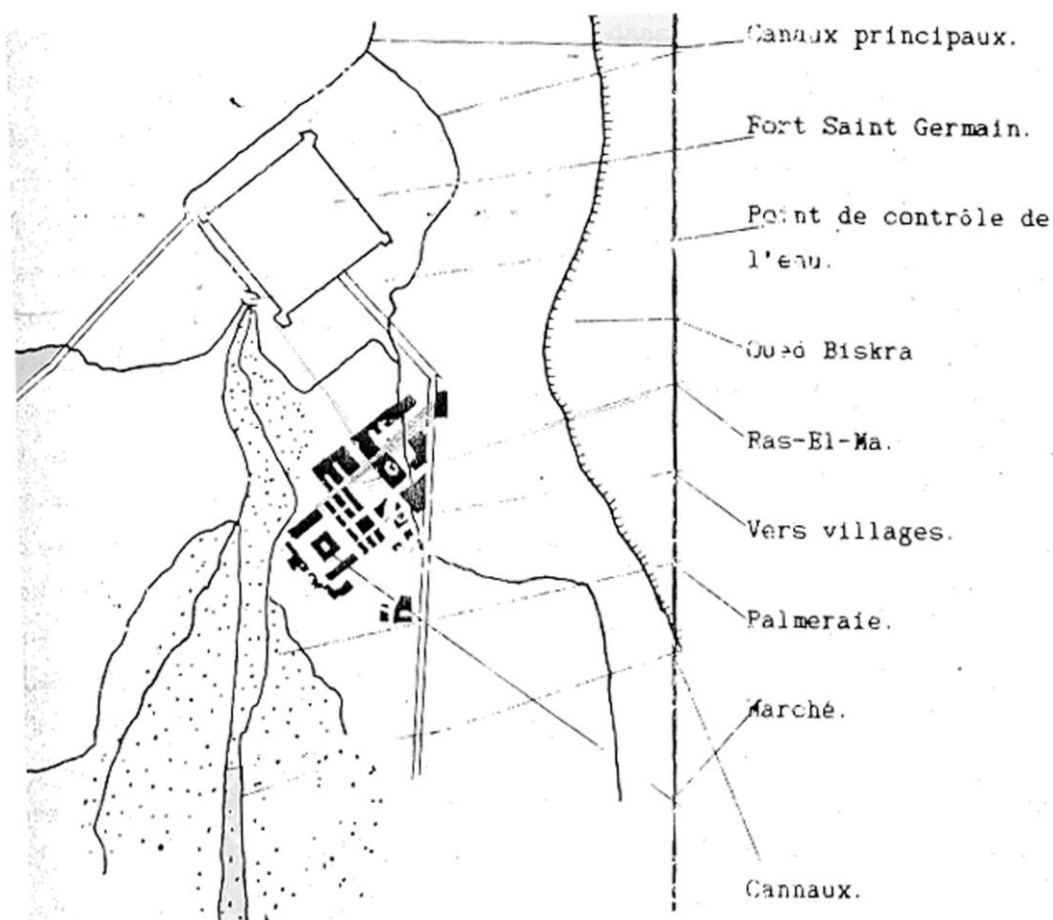 Canaux principaux.
Fort Saint Germain.
Point de contrôle de
l'eau.
Oued Biskra
Ras-El-Ma.
Vers villages.
Palmeraie.
Marché.
Cannaux.